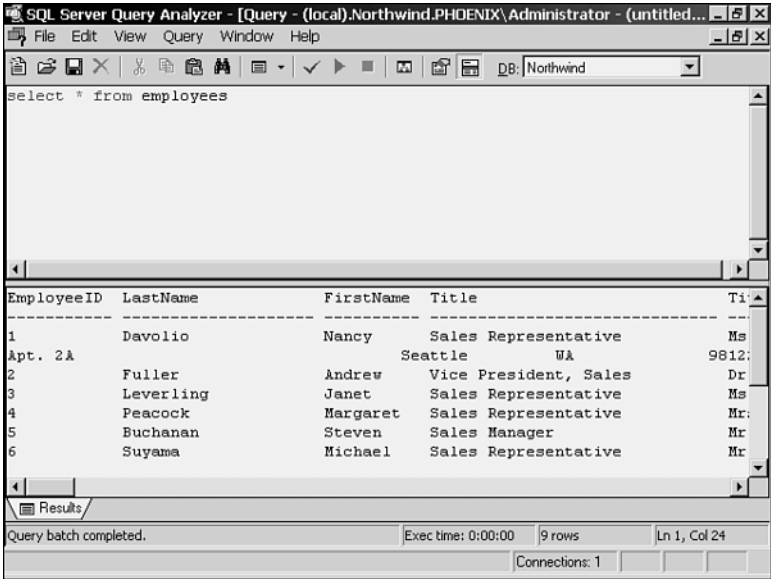 SQL Server Query Analyzer - [Query - (local).Northwind.PHOENIX\Administrator - (untitled...
File Edit View Query Window Help
DB: Northwind
select * from employees
EmployeeID LastName FirstName Title Ti
------------ --------------------- ------------ ------------------------------ --
1 Davolio Nancy Sales Representative Ms
Apt. 2A Seattle WA 9812
2 Fuller Andrew Vice President, Sales Dr
3 Leverling Janet Sales Representative Ms
4 Peacock Margaret Sales Representative Mr
5 Buchanan Steven Sales Manager Mr
6 Suyama Michael Sales Representative Mr
Results
Query batch completed. Exec time: 0:00:00 9 rows Ln 1, Col 24
Connections: 1